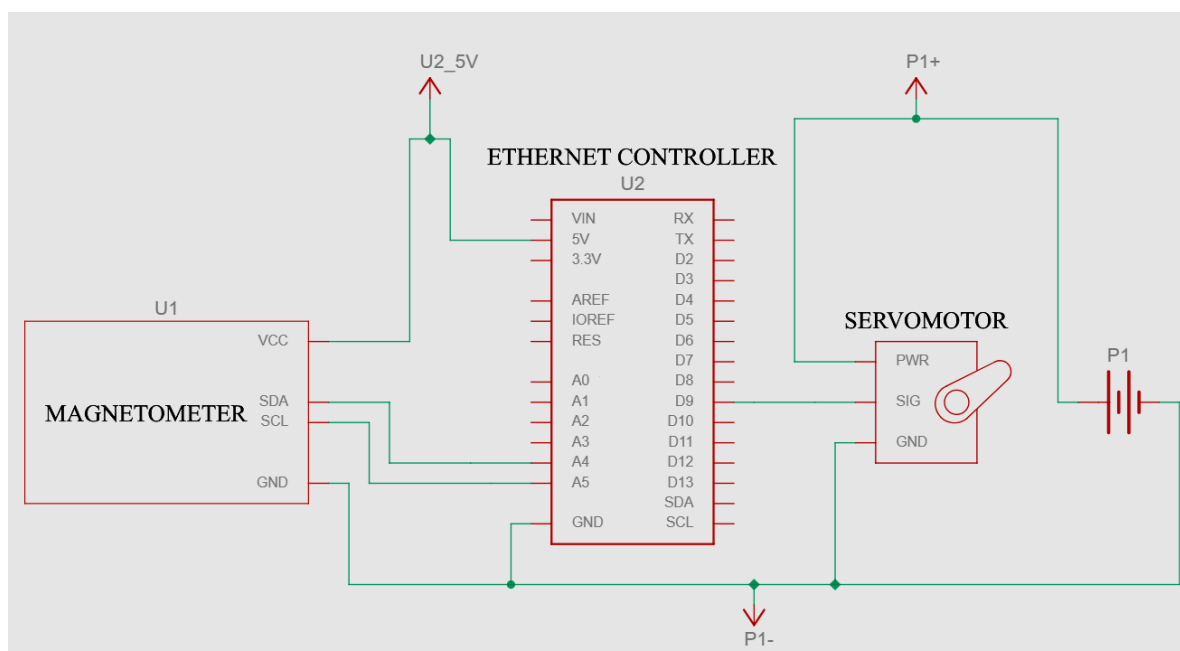 U2_5V
P1+
ETHERNET CONTROLLER
U2
VIN RX
5V TX
3.3V D2
D3
AREF D4
IOREF D5
RES D6
D7
A0 D8
A1 D9
A2 D10
A3 D11
A4 D12
A5 D13
SDA
GND SCL
U1
VCC
SDA
MAGNETOMETER
SCL
GND
SERVOMOTOR
PWR
SIG
GND
P1
P1-